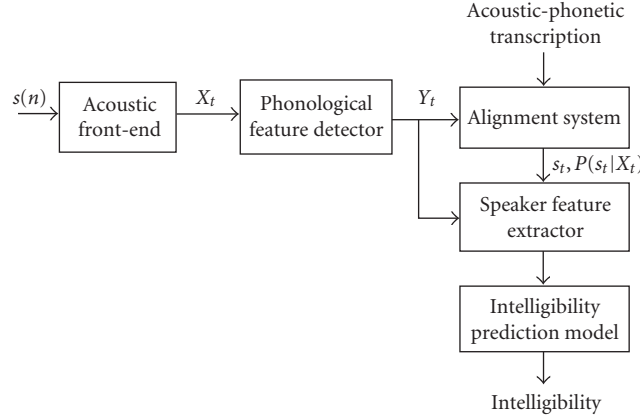 Acoustic-phonetic
transcription
s(n)
Acoustic
front-end
X_t
Phonological
feature detector
Y_t
Alignment system
s_t, P(s_t|X_t)
Speaker feature
extractor
Intelligibility
prediction model
Intelligibility